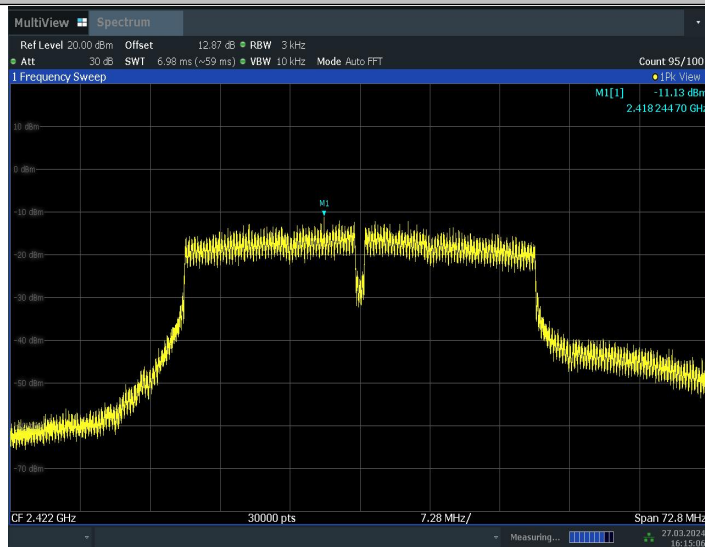 MultiView Spectrum
Ref Level 20.00 dBm Offset 12.87 dB RBW 3 kHz
Att 30 dB SWT 6.98 ms (~59 ms) VBW 10 kHz Mode Auto FFT Count 95/100
1 Frequency Sweep 1Pk View
M1[1] -11.13 dBm
2.418 244 70 GHz
10 dBm
0 dBm
M1
-10 dBm
-20 dBm
-30 dBm
-40 dBm
-50 dBm
-70 dBm
CF 2.422 GHz 30000 pts 7.28 MHz/ Span 72.8 MHz
Measuring... 27.03.2024
16:15:06